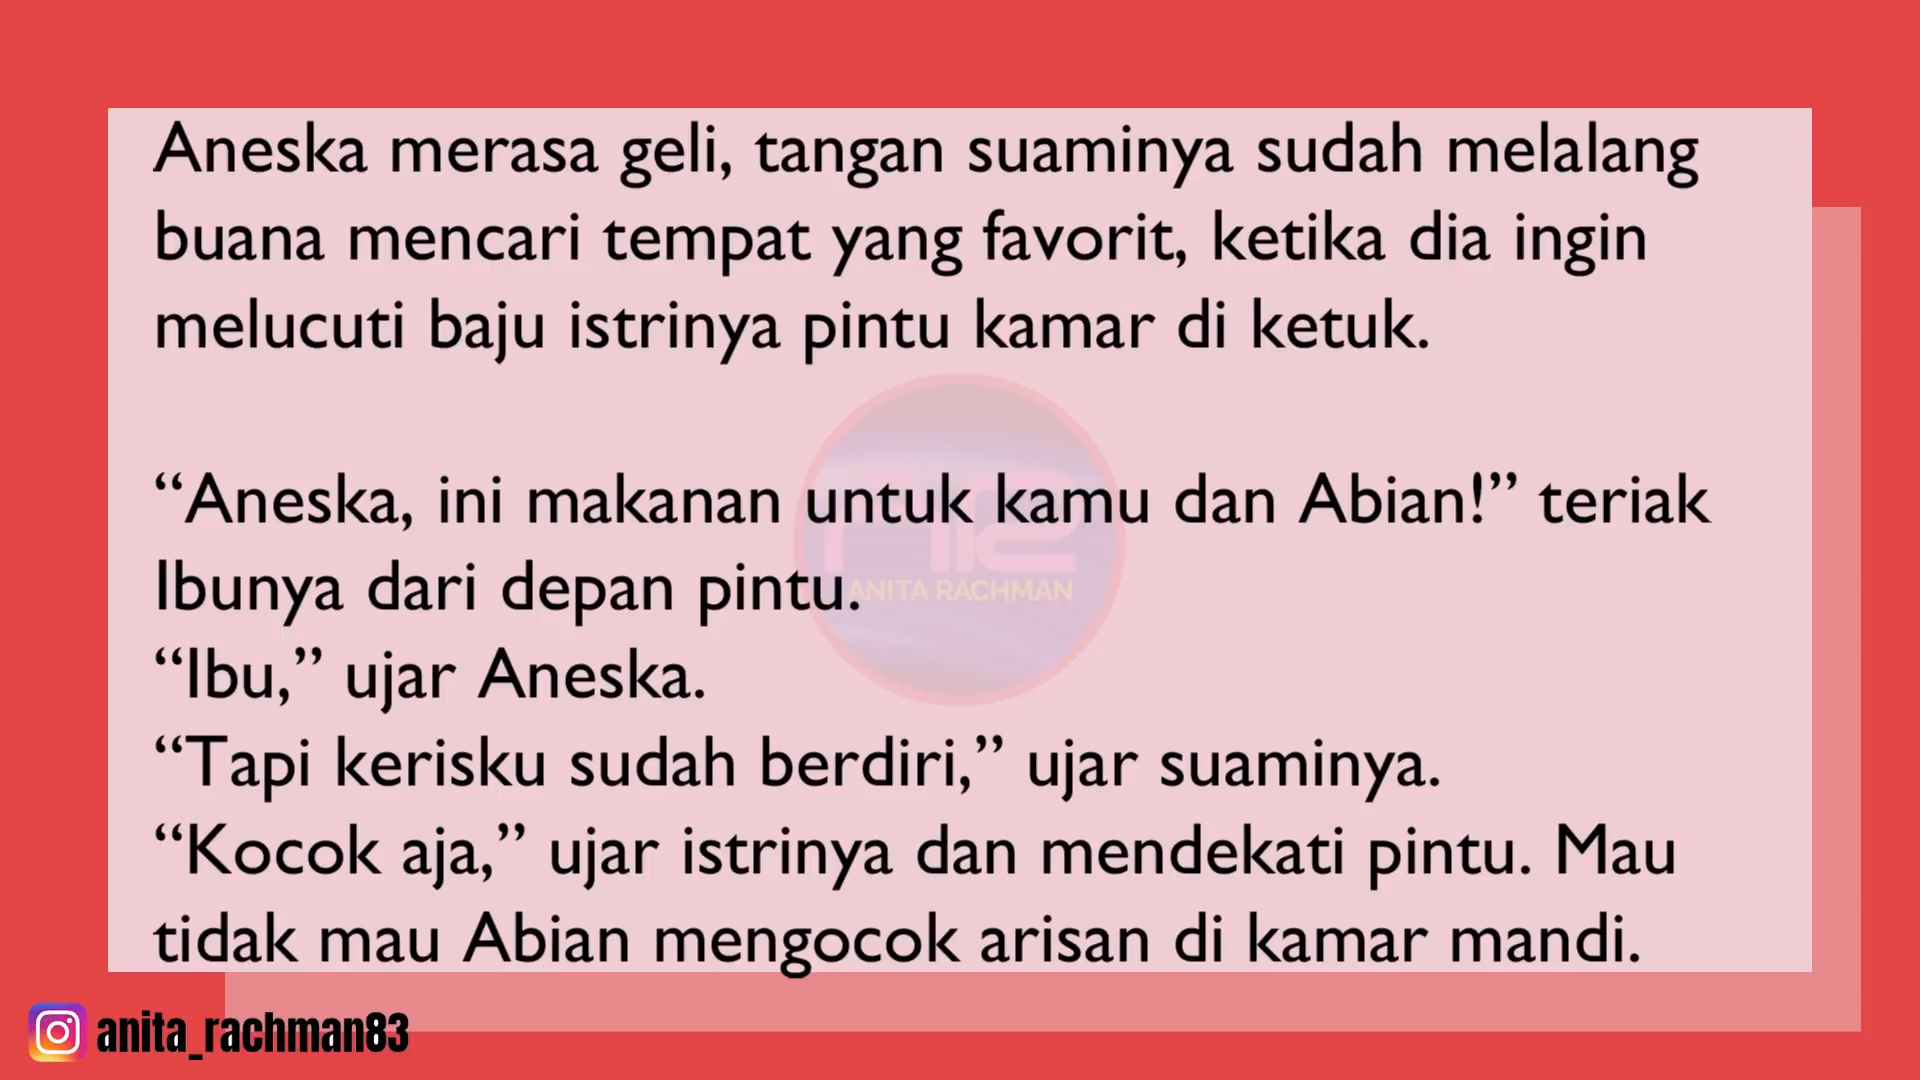 Aneska merasa geli, tangan suaminya sudah melalang
buana mencari tempat yang favorit, ketika dia ingin
melucuti baju istrinya pintu kamar di ketuk.
“Aneska, ini makanan untuk kamu dan Abian!” teriak
Ibunya dari depan pintu.
ANITA RACHMAN
“Ibu,” ujar Aneska.
“Tapi kerisku sudah berdiri,” ujar suaminya.
“Kocok aja,” ujar istrinya dan mendekati pintu. Mau
tidak mau Abian mengocok arisan di kamar mandi.
anita_rachman83